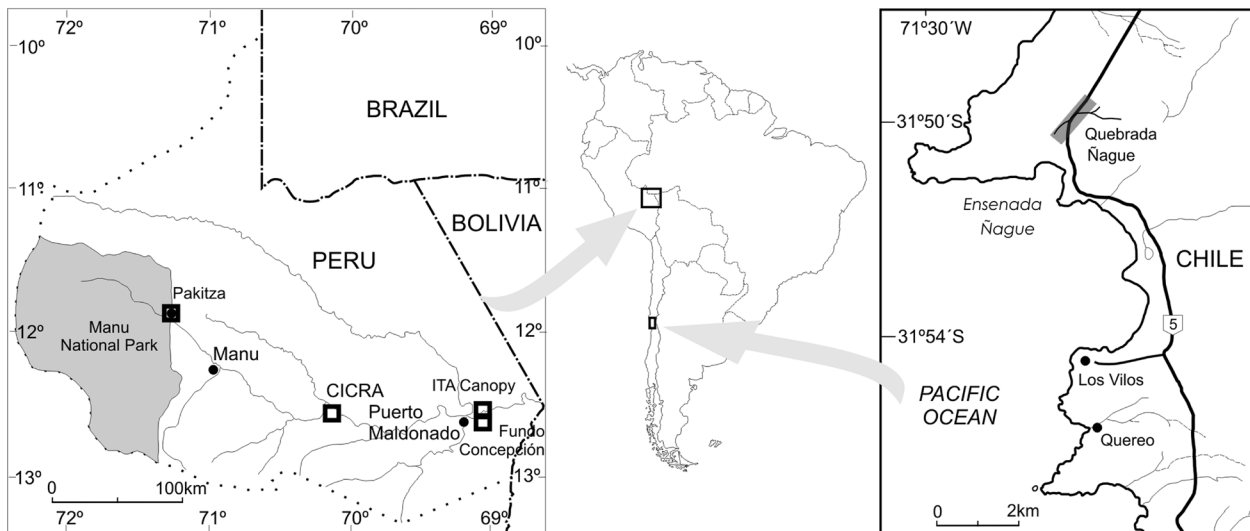 72º
71º
70º
69º
10º
10º
BRAZIL
11º
11º
BOLIVIA
PERU
Pakitza
12º
12º
Manu
National Park
Manu
CICRA
ITA Canopy
Puerto
Maldonado
Fundo
Concepción
13º
13º
0
100km
72º
71º
70º
69º
71º30´W
31º50´S
Quebrada
Ñague
Ensenada
Ñague
CHILE
5
31º54´S
Los Vilos
PACIFIC
OCEAN
Quereo
0
2km